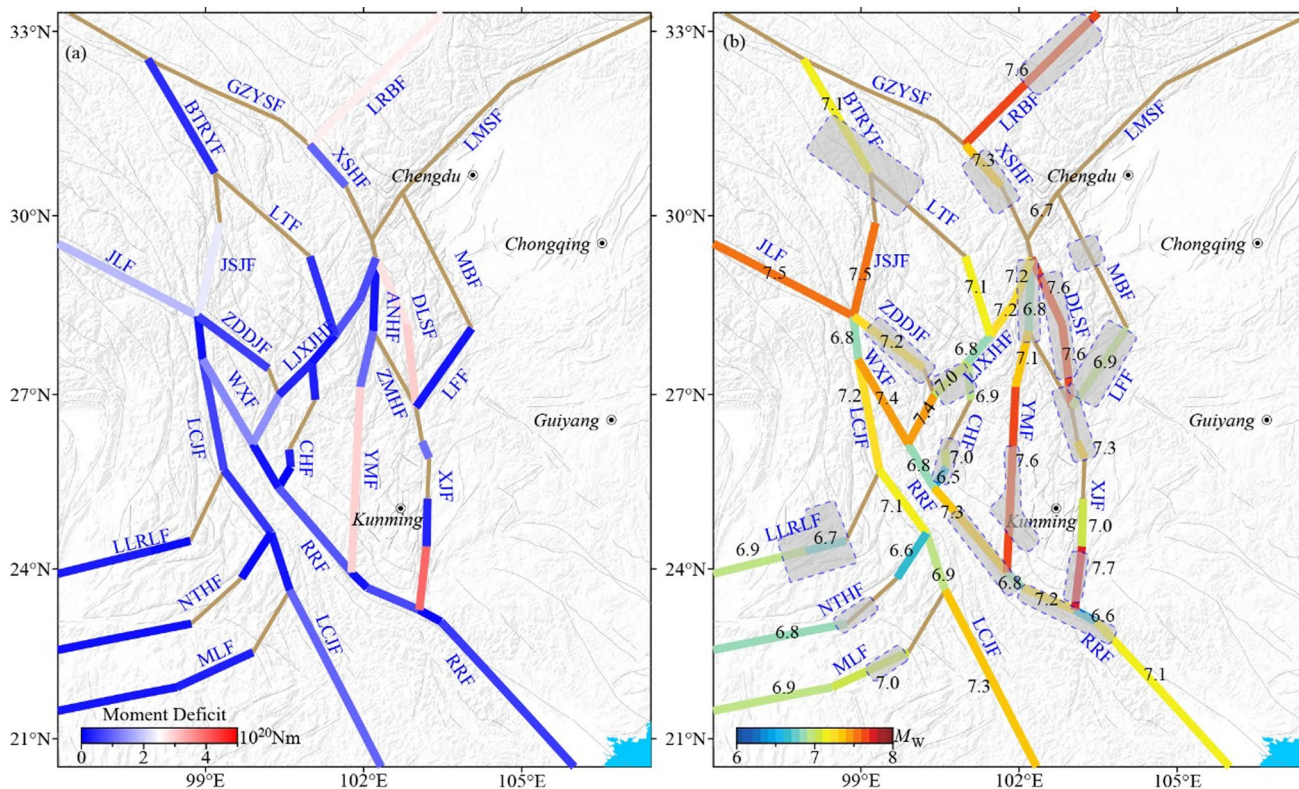 (a)
33°N
30°N
27°N
24°N
21°N
99°E
102°E
105°E
GZYSF
LRBF
BTRYF
XSHF
LMSF
Chengdu
LTF
Chongqing
JLF
JSJF
MBF
ANHF
DLSF
ZDDJF
LJXJHF
WXF
ZMHF
LFF
LCJF
Guiyang
CHF
YMF
XJF
Kunming
LLRLF
RRF
NTHF
LCJF
MLF
RRF
Moment Deficit
10²⁰Nm
0 2 4
(b)
33°N
30°N
27°N
24°N
21°N
99°E
102°E
105°E
7.6
GZYSF
LRBF
7.1
BTRYF
LMSF
XSHF
7.3
Chengdu
6.7
LTF
Chongqing
JLF
7.5
JSJF
7.5
MBF
7.2
7.6
7.1
7.2
6.8
DLSF
6.8
ZDDJF
7.2
6.8
7.1
7.6
6.9
WXF
LJXJHF
7.0
LFF
7.2
7.4
7.4
6.9
LCJF
Guiyang
YMF
CHF
7.3
6.8
7.0
7.6
6.5
RRF
XJF
7.3
Kunming
7.1
7.0
LLRLF
6.7
6.9
6.6
7.7
6.9
6.8
NTHF
7.2
6.6
6.8
RRF
MLF
LCJF
7.0
7.1
6.9
7.3
6 7 8
Mw